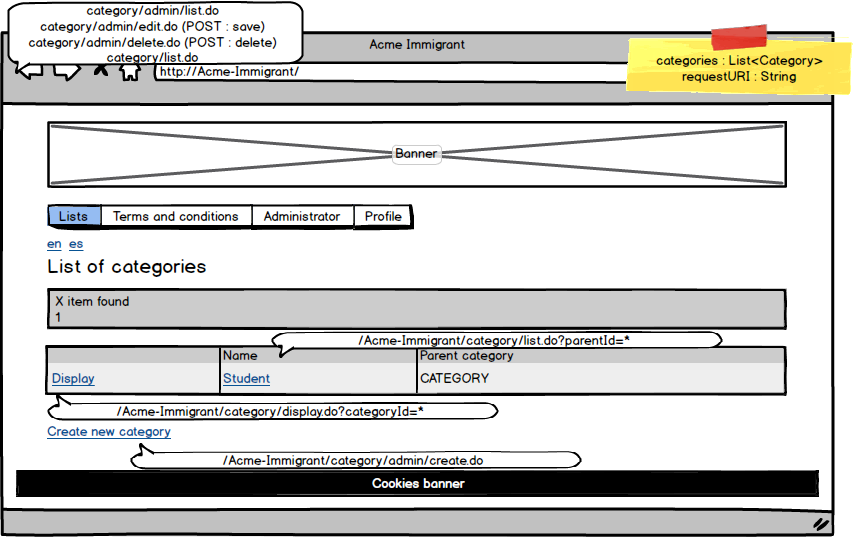 category/admin/list.do
category/admin/edit.do (POST : save)
category/admin/delete.do (POST : delete)
category/list.do
Acme Immigrant
http://Acme-Immigrant/
categories : List<Category>
requestURI : String
Banner
Lists Terms and conditions Administrator Profile
en es
List of categories
X item found
1
/Acme-Immigrant/category/list.do?parentId=*
Name Parent category
Display Student CATEGORY
/Acme-Immigrant/category/display.do?categoryId=*
Create new category
/Acme-Immigrant/category/admin/create.do
Cookies banner